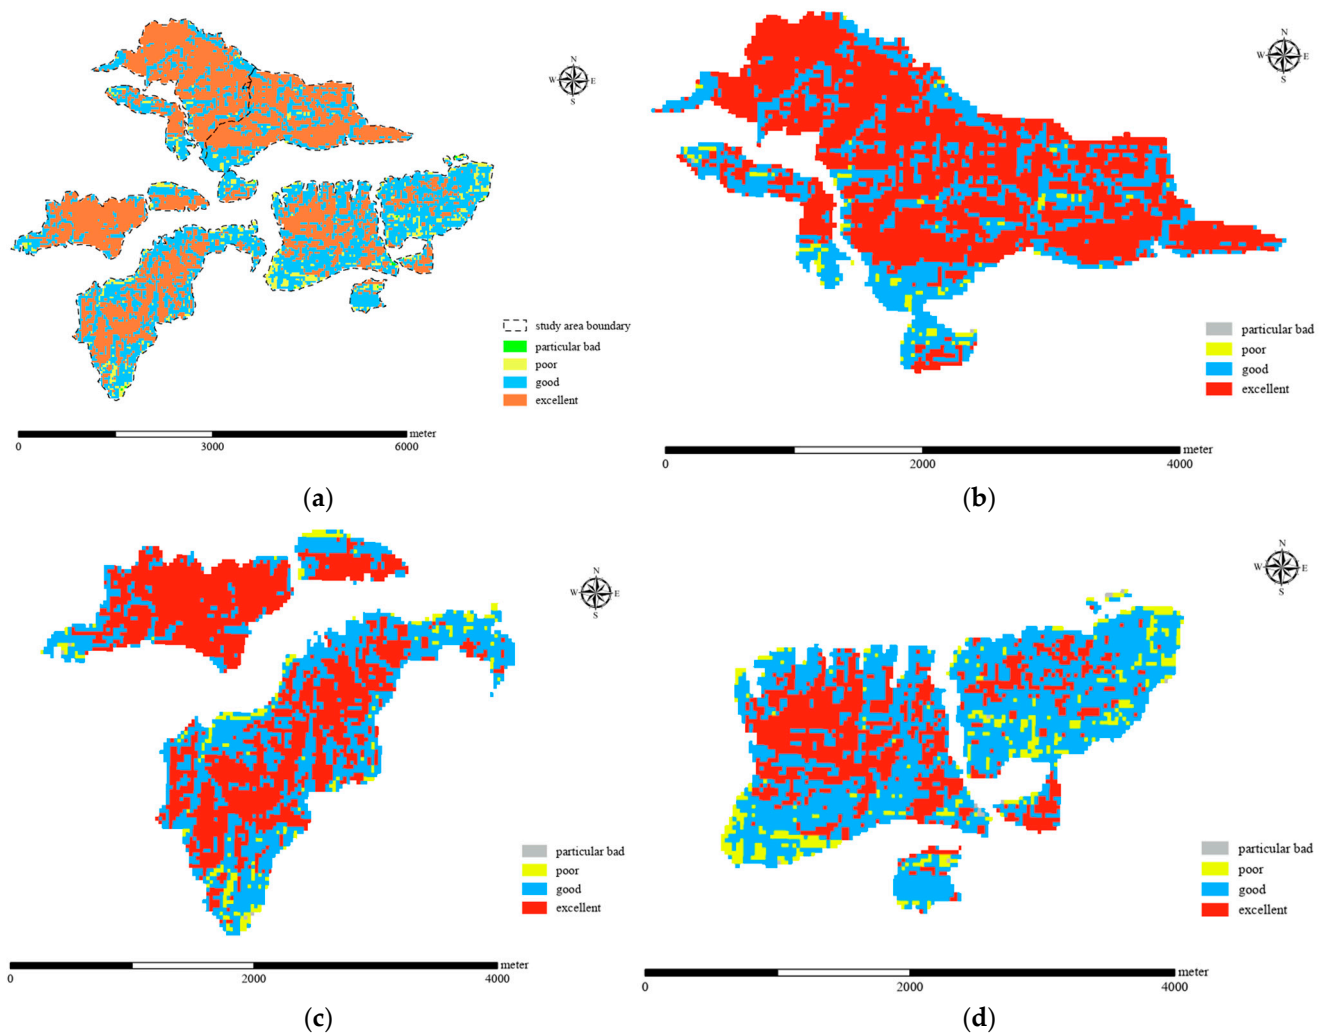 N
W E
S
study area boundary
particular bad
poor
good
excellent
meter
0 3000 6000
(a)
N
W E
S
particular bad
poor
good
excellent
meter
0 2000 4000
(b)
N
W E
S
particular bad
poor
good
excellent
meter
0 2000 4000
(c)
N
W E
S
particular bad
poor
good
excellent
meter
0 2000 4000
(d)